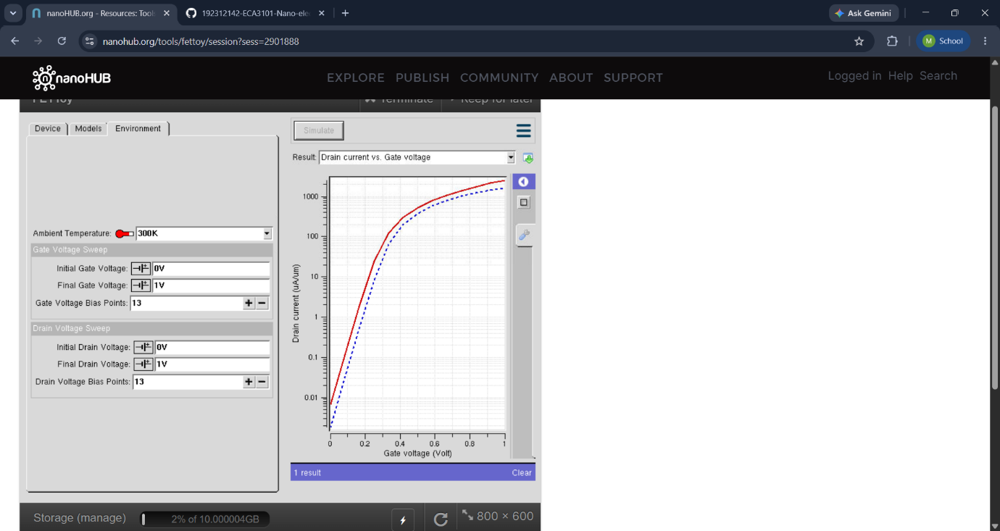 nanoHUB.org - Resources: Tool
192312142-ECA3101-Nano-ele
Ask Gemini
nanohub.org/tools/fettoy/session?sess=2901888
M School
nanoHUB
EXPLORE PUBLISH COMMUNITY ABOUT SUPPORT
Logged in Help Search
FETToy
Terminate
Keep for later
Device
Models
Environment
Ambient Temperature: 300K
Gate Voltage Sweep
Initial Gate Voltage: 0V
Final Gate Voltage: 1V
Gate Voltage Bias Points: 13
Drain Voltage Sweep
Initial Drain Voltage: 0V
Final Drain Voltage: 1V
Drain Voltage Bias Points: 13
Simulate
Result: Drain current vs. Gate voltage
Drain current (uA/um)
1000
100
10
1
0.1
0.01
0 0.2 0.4 0.6 0.8 1
Gate voltage (Volt)
1 result
Clear
Storage (manage)
2% of 10.000004GB
800 × 600